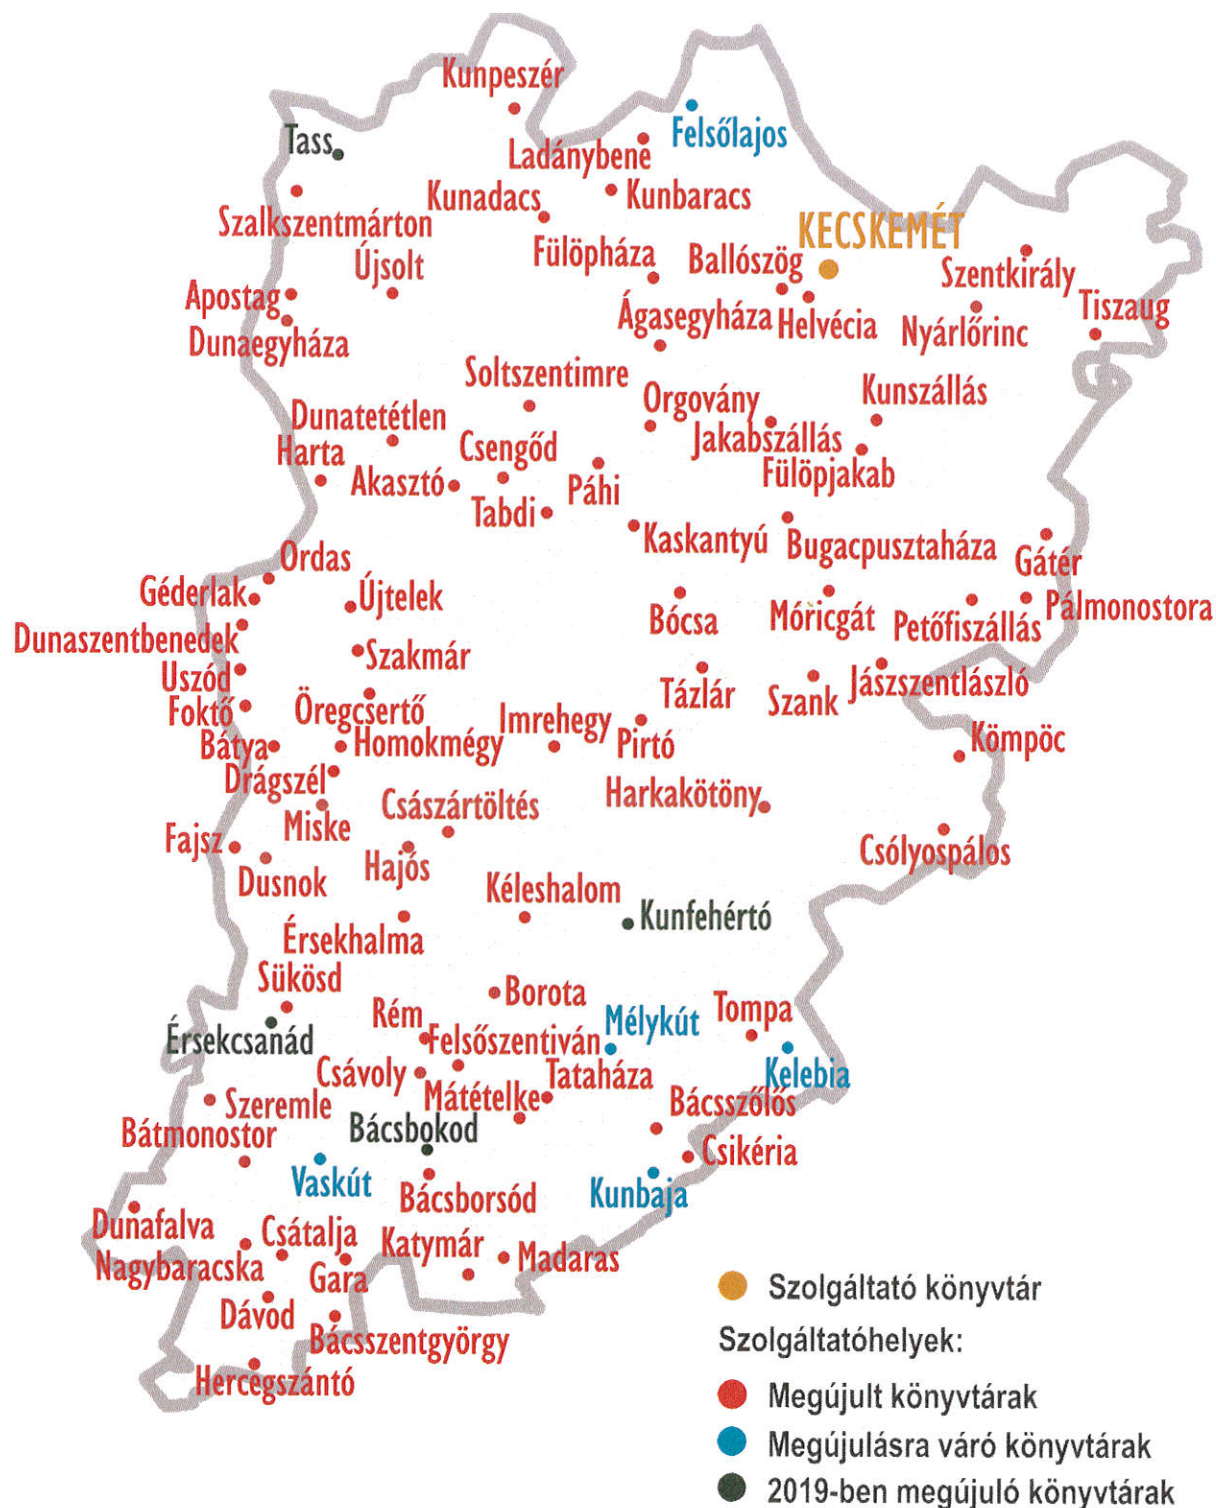 Kunpeszér
Felsőlajos
Tass
Ladánybene
Kunadacs
Kunbaracs
Szalkszentmárton
KECSKEMÉT
Újsolt
Fülöpháza
Ballószög
Szentkirály
Apostag
Ágasegyháza
Helvécia
Nyárlőrinc
Tiszaug
Dunaegyháza
Soltszentimre
Orgovány
Kunszállás
Dunatetétlen
Harta
Csengőd
Jakabszállás
Akasztó
Páhi
Fülöpjakab
Tabdi
Kaskantyú
Bugacpusztaháza
Gátér
Ordas
Géderlak
Újtelek
Bócsa
Móricgát
Petőfiszállás
Pálmonostora
Dunaszentbenedek
Szakmár
Uszód
Tázlár
Szank
Jászszentlászló
Foktő
Öregcsertő
Imrehegy
Pirtó
Kömpöc
Bátya
Homokmégy
Drágszél
Harkakötöny
Miske
Császártöltés
Fajsz
Csólyospálos
Dusnok
Hajós
Kéleshalom
Kunfehértó
Érsekhalma
Sükösd
Borota
Rém
Mélykút
Tompa
Érsekcsanád
Felsőszentiván
Csávoly
Tataháza
Kelebia
Szeremle
Mátételke
Bácsszőlős
Bátmonostor
Bácsbokod
Csikéria
Vaskút
Bácsborsód
Kunbaja
Dunafalva
Csátalja
Katymár
Madaras
Nagybaracska
Gara
Dávod
Bácsszentgyörgy
Hercegszántó
Szolgáltató könyvtár
Szolgáltatóhelyek:
Megújult könyvtárak
Megújulásra váró könyvtárak
2019-ben megújuló könyvtárak